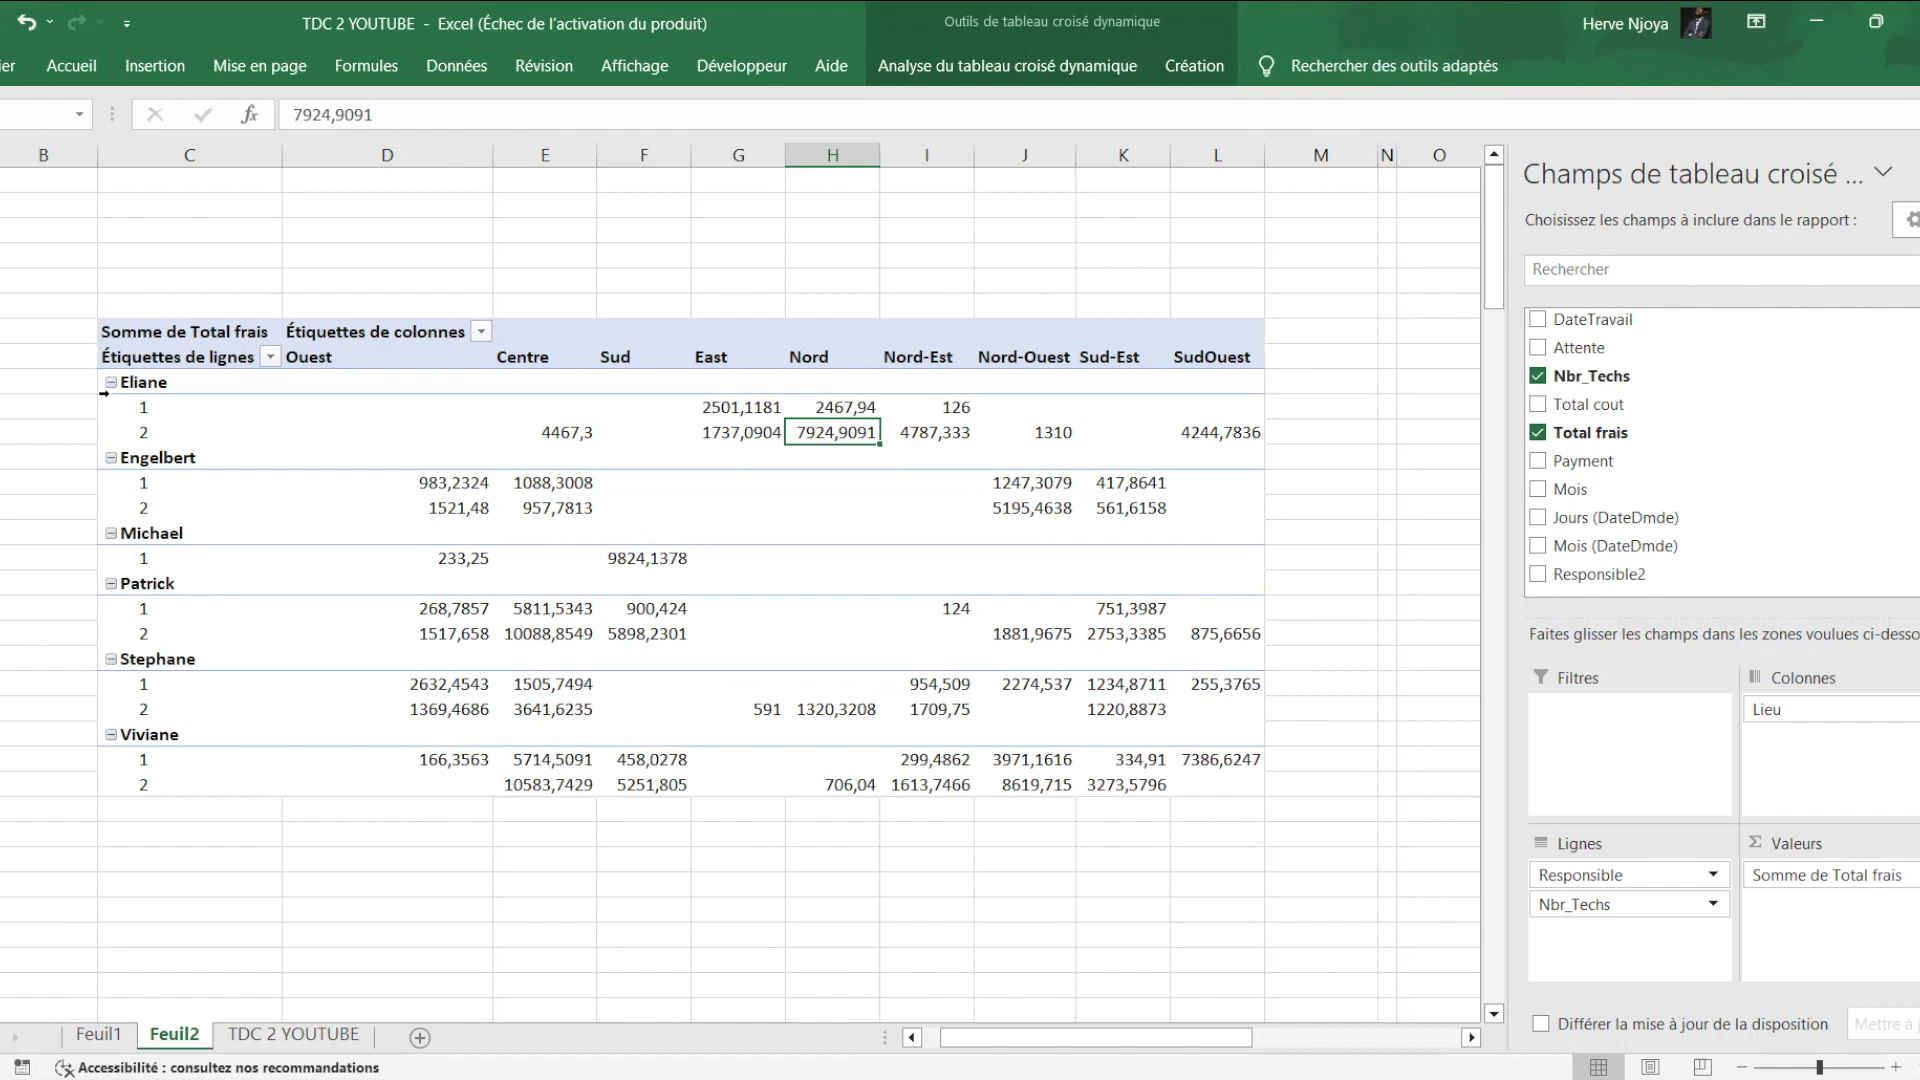 TDC 2 YOUTUBE - Excel (Échec de l'activation du produit)
Outils de tableau croisé dynamique
Herve Njoya
ier Accueil Insertion Mise en page Formules Données Révision Affichage Développeur Aide Analyse du tableau croisé dynamique Création Rechercher des outils adaptés
fx 7924,9091
B C D E F G H I J K L M N O
Somme de Total frais Étiquettes de colonnes
Étiquettes de lignes Ouest Centre Sud East Nord Nord-Est Nord-Ouest Sud-Est SudOuest
Eliane
1 2501,1181 2467,94 126
2 4467,3 1737,0904 7924,9091 4787,333 1310 4244,7836
Engelbert
1 983,2324 1088,3008 1247,3079 417,8641
2 1521,48 957,7813 5195,4638 561,6158
Michael
1 233,25 9824,1378
Patrick
1 268,7857 5811,5343 900,424 124 751,3987
2 1517,658 10088,8549 5898,2301 1881,9675 2753,3385 875,6656
Stephane
1 2632,4543 1505,7494 954,509 2274,537 1234,8711 255,3765
2 1369,4686 3641,6235 591 1320,3208 1709,75 1220,8873
Viviane
1 166,3563 5714,5091 458,0278 299,4862 3971,1616 334,91 7386,6247
2 10583,7429 5251,805 706,04 1613,7466 8619,715 3273,5796
Champs de tableau croisé ...
Choisissez les champs à inclure dans le rapport :
Rechercher
DateTravail
Attente
Nbr_Techs
Total cout
Total frais
Payment
Mois
Jours (DateDmde)
Mois (DateDmde)
Responsible2
Faites glisser les champs dans les zones voulues ci-desso
Filtres
Colonnes
Lieu
Lignes
Responsible
Nbr_Techs
Σ Valeurs
Somme de Total frais
Différer la mise à jour de la disposition
Mettre à j
Feuil1 Feuil2 TDC 2 YOUTUBE
Accessibilité : consultez nos recommandations